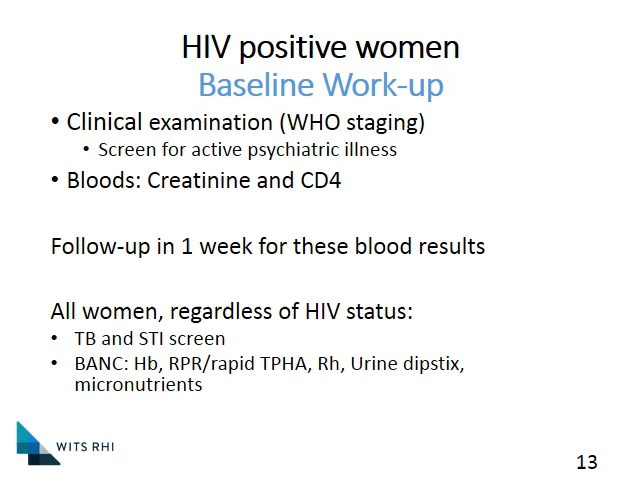 HIV positive women
Baseline Work-up
• Clinical examination (WHO staging)
• Screen for active psychiatric illness
• Bloods: Creatinine and CD4
Follow-up in 1 week for these blood results
All women, regardless of HIV status:
• TB and STI screen
• BANC: Hb, RPR/rapid TPHA, Rh, Urine dipstix,
micronutrients
WITS RHI
13